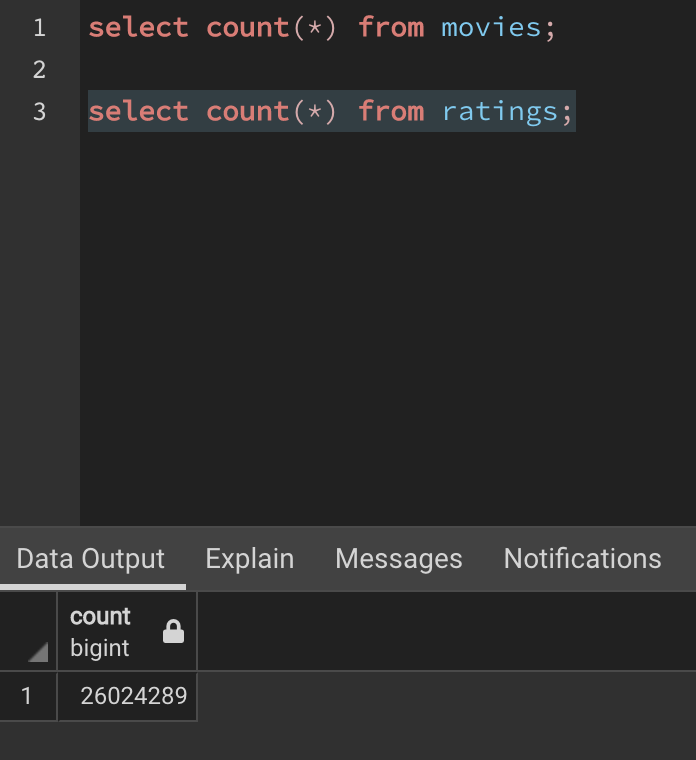 1 select count(*) from movies;
2
3 select count(*) from ratings;
Data Output Explain Messages Notifications
count
bigint
1 26024289